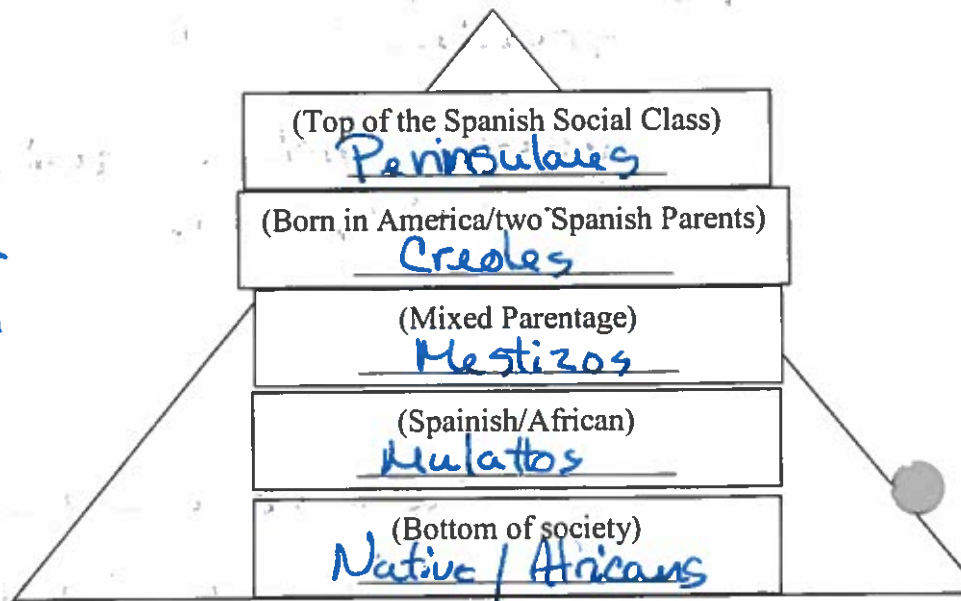 (Top of the Spanish Social Class)
Peninsulares
(Born in America/two Spanish Parents)
Creoles
(Mixed Parentage)
Mestizos
(Spainish/African)
Mulattos
(Bottom of society)
Native / Africans